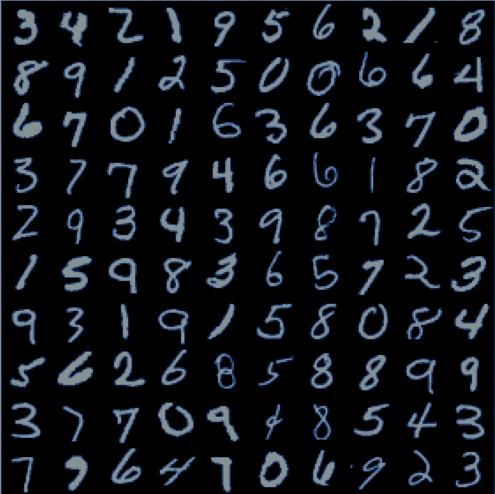 3 4 2 1 9 5 6 2 1 8
8 9 1 2 5 0 0 6 6 4
6 7 0 1 6 3 6 3 7 0
3 7 7 9 4 6 6 1 8 2
2 9 3 4 3 9 8 7 2 5
1 5 9 8 3 6 5 7 2 3
9 3 1 9 1 5 8 0 8 4
5 6 2 6 8 5 8 8 9 9
3 7 7 0 9 4 8 5 4 3
7 9 6 4 7 0 6 9 2 3